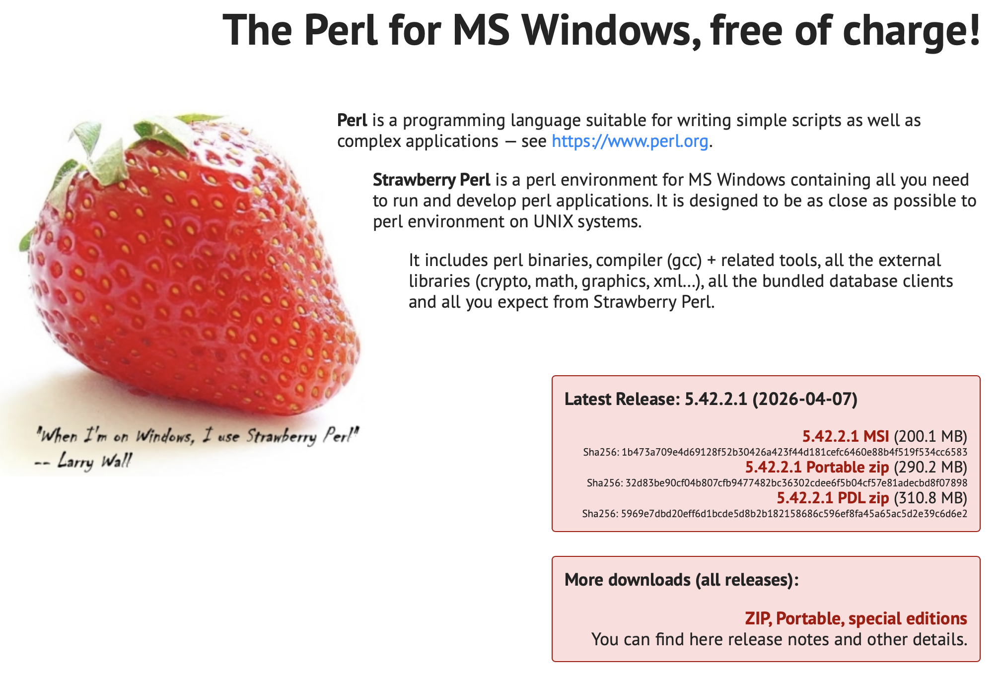 The Perl for MS Windows, free of charge!
Perl is a programming language suitable for writing simple scripts as well as
complex applications — see https://www.perl.org.
Strawberry Perl is a perl environment for MS Windows containing all you need
to run and develop perl applications. It is designed to be as close as possible to
perl environment on UNIX systems.
It includes perl binaries, compiler (gcc) + related tools, all the external
libraries (crypto, math, graphics, xml...), all the bundled database clients
and all you expect from Strawberry Perl.
"When I'm on Windows, I use Strawberry Perl"
-- Larry Wall
Latest Release: 5.42.2.1 (2026-04-07)
5.42.2.1 MSI (200.1 MB)
Sha256: 1b473a709e4d69128f52b30426a423f44d181cefc6460e88b4f519f534cc6583
5.42.2.1 Portable zip (290.2 MB)
Sha256: 32d83be90cf04b807cfb9477482bc36302cdee6f5b04cf57e81adecbd8f07898
5.42.2.1 PDL zip (310.8 MB)
Sha256: 5969e7dbd20eff6d1bcde5d8b2b182158686c596ef8fa45a65ac5d2e39c6d6e2
More downloads (all releases):
ZIP, Portable, special editions
You can find here release notes and other details.